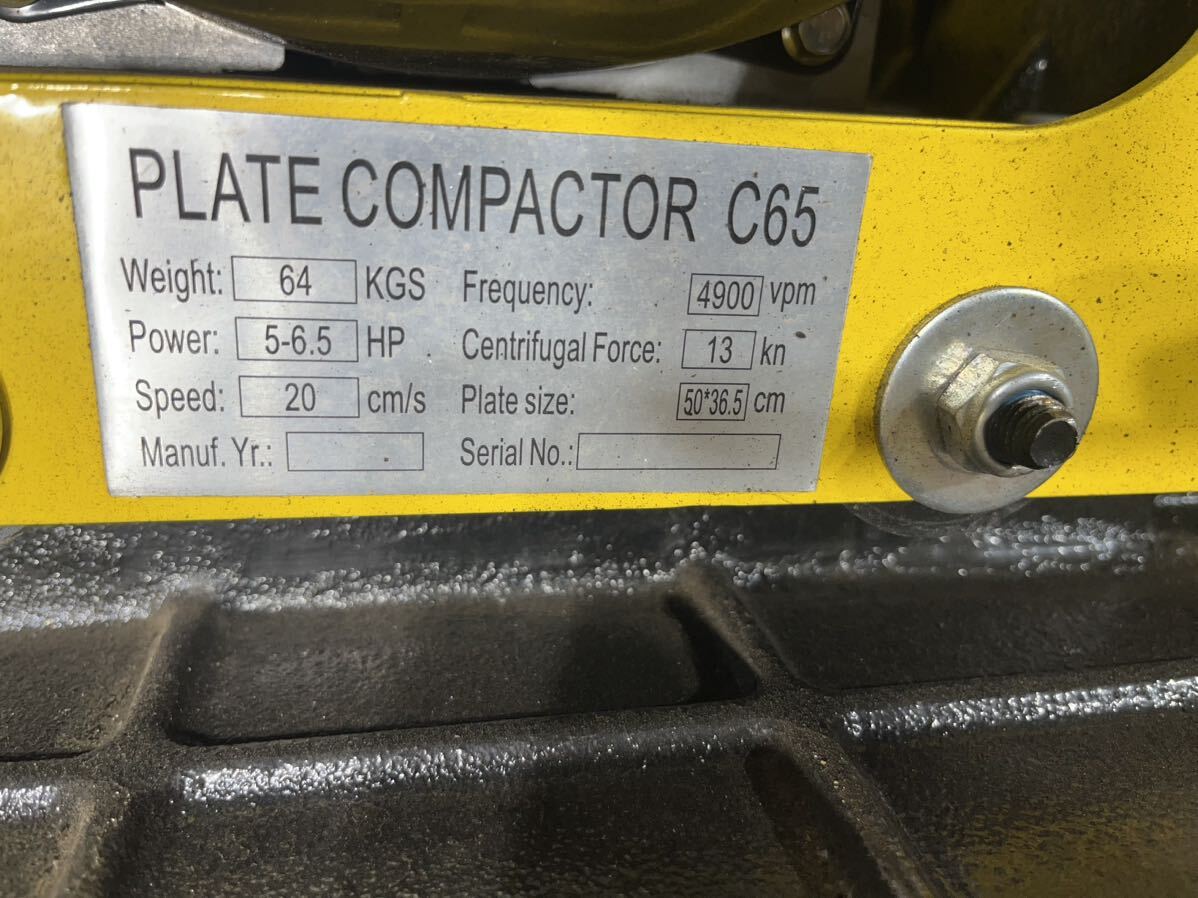 PLATE COMPACTOR C65
Weight: 64 KGS Frequency: 4900 vpm
Power: 5-6.5 HP Centrifugal Force: 13 kn
Speed: 20 cm/s Plate size: 50*36.5 cm
Manuf. Yr.: Serial No.: